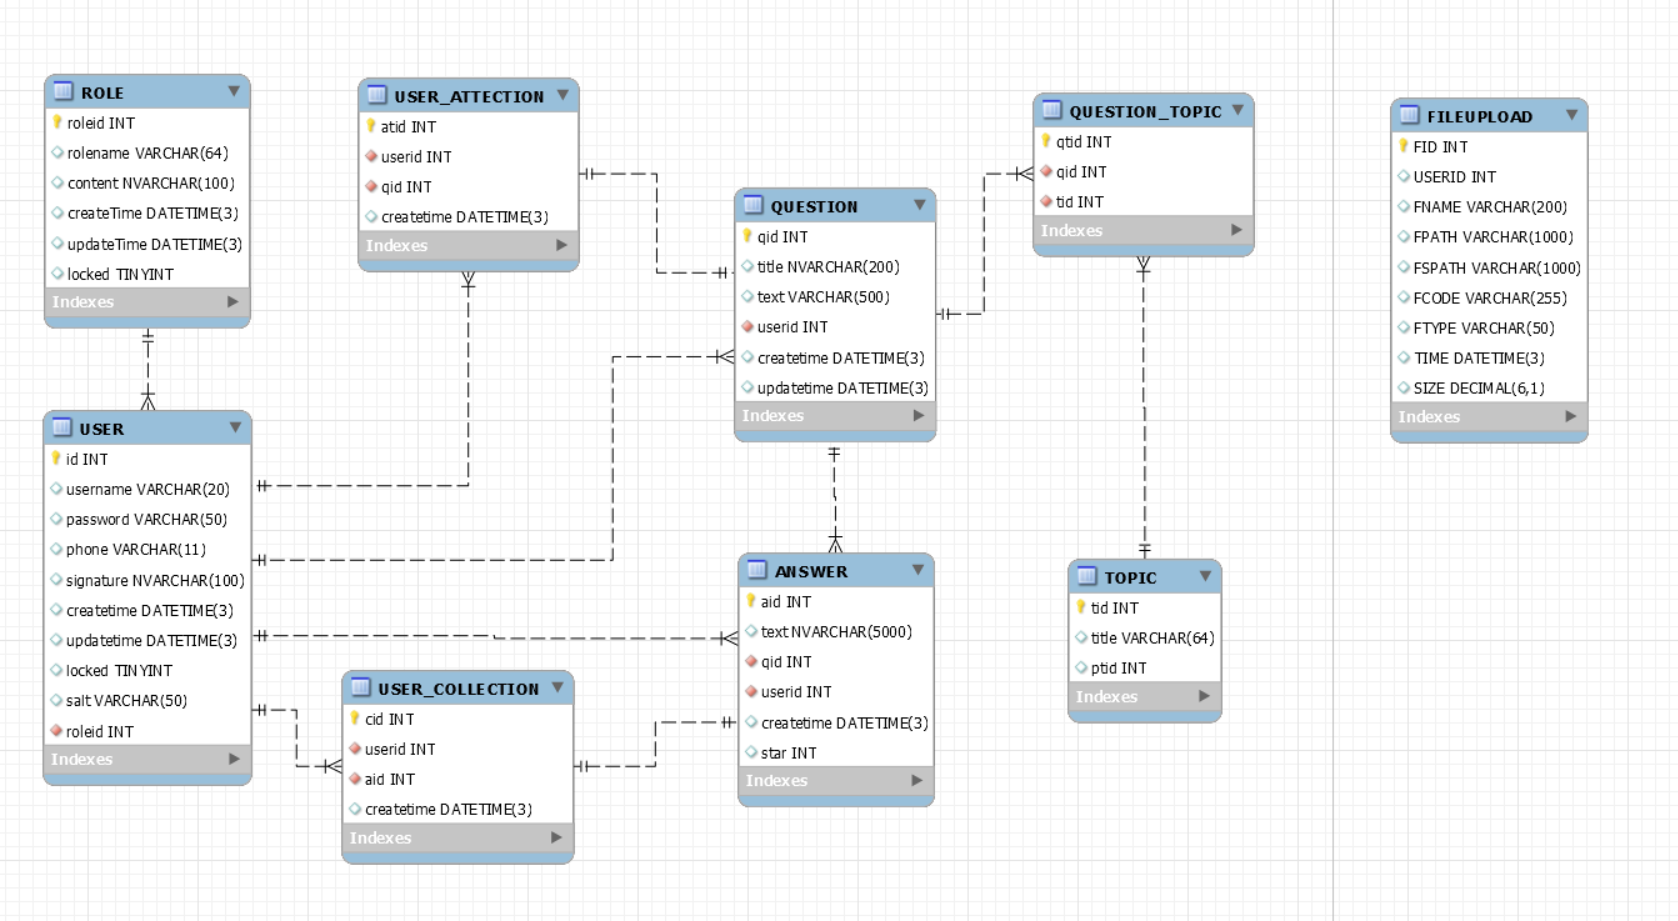 ROLE
roleid INT
rolename VARCHAR(64)
content NVARCHAR(100)
createTime DATETIME(3)
updateTime DATETIME(3)
locked TINYINT
Indexes
USER_ATTECTION
atid INT
userid INT
qid INT
createtime DATETIME(3)
Indexes
QUESTION
qid INT
title NVARCHAR(200)
text VARCHAR(500)
userid INT
createtime DATETIME(3)
updatetime DATETIME(3)
Indexes
QUESTION_TOPIC
qtid INT
qid INT
tid INT
Indexes
FILEUPLOAD
FID INT
USERID INT
FNAME VARCHAR(200)
FPATH VARCHAR(1000)
FSPATH VARCHAR(1000)
FCODE VARCHAR(255)
FTYPE VARCHAR(50)
TIME DATETIME(3)
SIZE DECIMAL(6,1)
Indexes
USER
id INT
username VARCHAR(20)
password VARCHAR(50)
phone VARCHAR(11)
signature NVARCHAR(100)
createtime DATETIME(3)
updatetime DATETIME(3)
locked TINYINT
salt VARCHAR(50)
roleid INT
Indexes
USER_COLLECTION
cid INT
userid INT
aid INT
createtime DATETIME(3)
Indexes
ANSWER
aid INT
text NVARCHAR(5000)
qid INT
userid INT
createtime DATETIME(3)
star INT
Indexes
TOPIC
tid INT
title VARCHAR(64)
ptid INT
Indexes